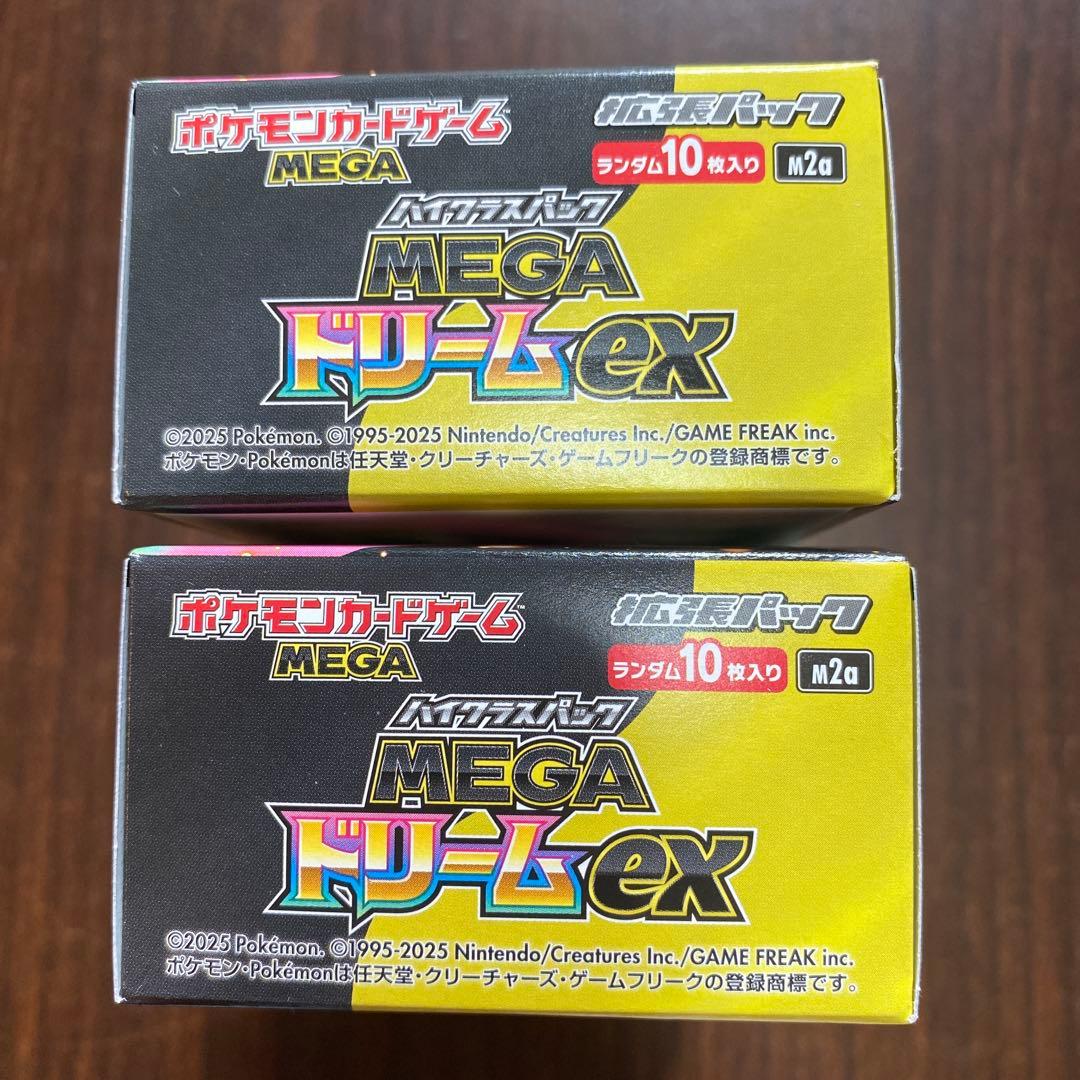 ポケモンカードゲーム™
MEGA
拡張パック
ランダム10枚入り M2a
ハイクラスパック
MEGA
ドリームex
©2025 Pokémon. ©1995-2025 Nintendo/Creatures Inc./GAME FREAK inc.
ポケモン・Pokémonは任天堂・クリーチャーズ・ゲームフリークの登録商標です。
ポケモンカードゲーム™
MEGA
拡張パック
ランダム10枚入り M2a
ハイクラスパック
MEGA
ドリームex
©2025 Pokémon. ©1995-2025 Nintendo/Creatures Inc./GAME FREAK inc.
ポケモン・Pokémonは任天堂・クリーチャーズ・ゲームフリークの登録商標です。